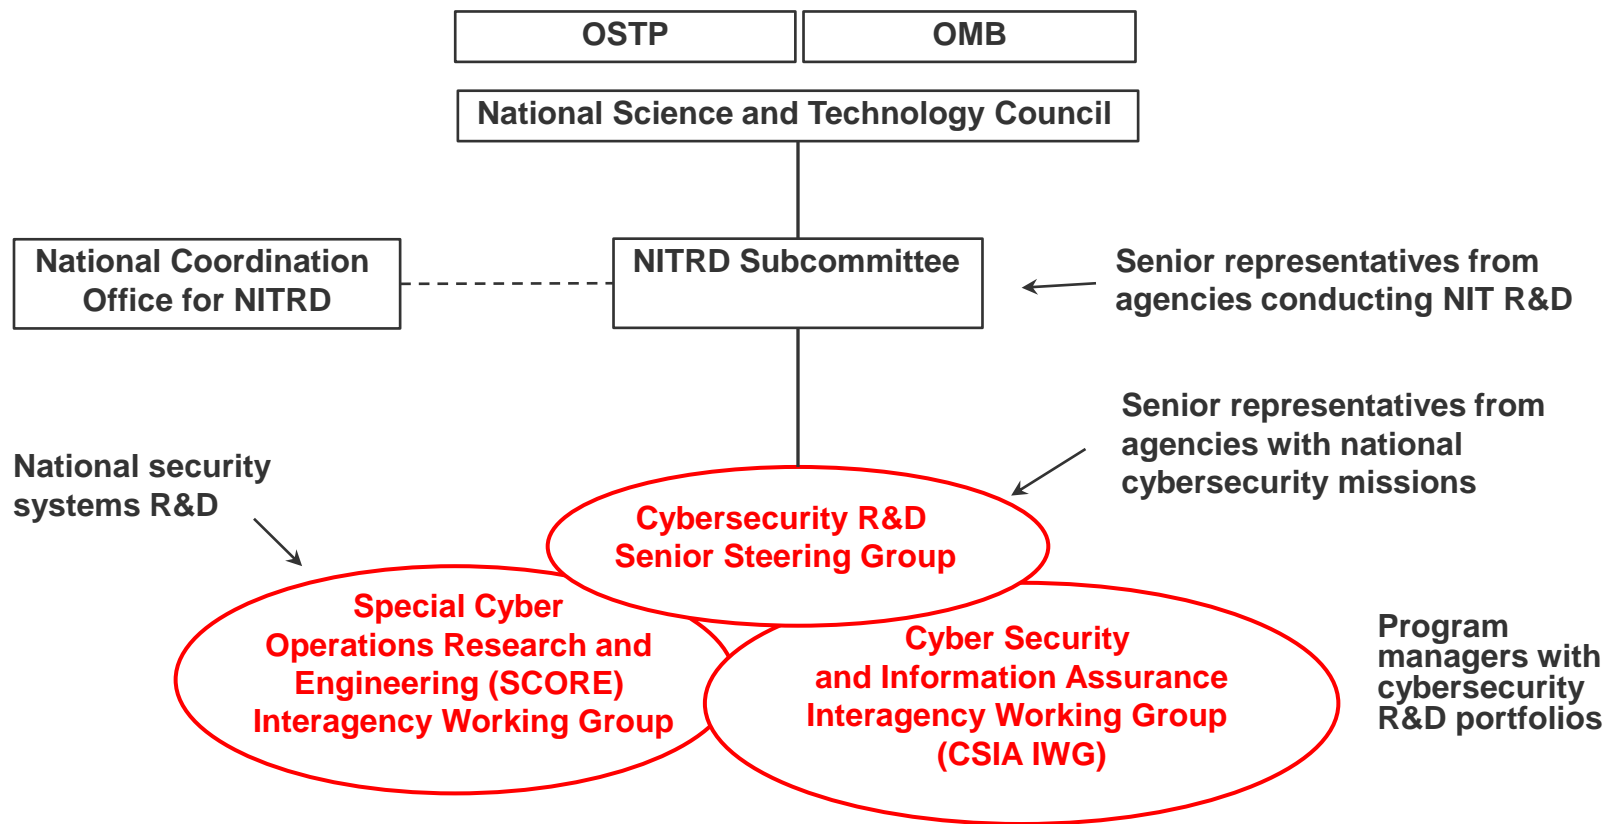 OSTP
OMB
National Science and Technology Council
National Coordination
Office for NITRD
NITRD Subcommittee
Senior representatives from
agencies conducting NIT R&D
Senior representatives from
agencies with national
cybersecurity missions
National security
systems R&D
Cybersecurity R&D
Senior Steering Group
Special Cyber
Operations Research and
Engineering (SCORE)
Interagency Working Group
Cyber Security
and Information Assurance
Interagency Working Group
(CSIA IWG)
Program
managers with
cybersecurity
R&D portfolios